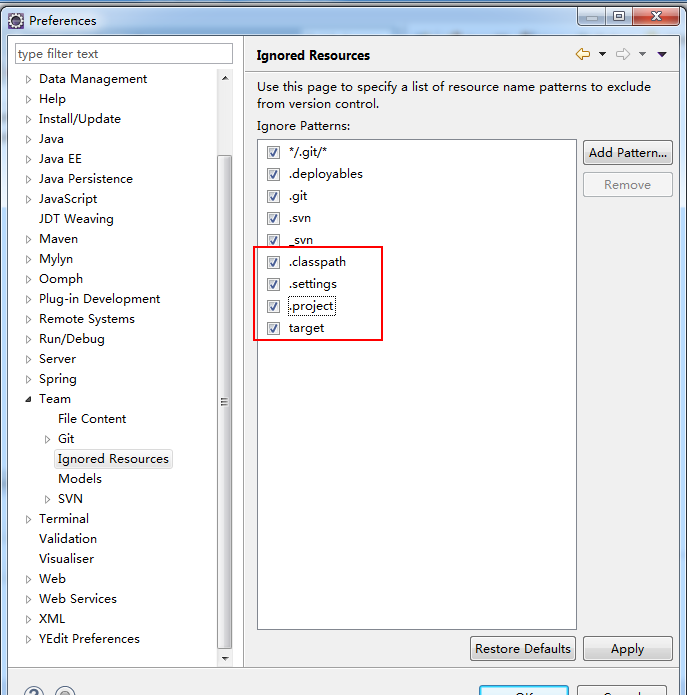 Preferences
type filter text
Data Management
Help
Install/Update
Java
Java EE
Java Persistence
JavaScript
JDT Weaving
Maven
Mylyn
Oomph
Plug-in Development
Remote Systems
Run/Debug
Server
Spring
Team
File Content
Git
Ignored Resources
Models
SVN
Terminal
Validation
Visualiser
Web
Web Services
XML
YEdit Preferences
Ignored Resources
Use this page to specify a list of resource name patterns to exclude
from version control.
Ignore Patterns:
*/.git/*
.deployables
.git
.svn
_svn
.classpath
.settings
.project
target
Add Pattern...
Remove
Restore Defaults
Apply